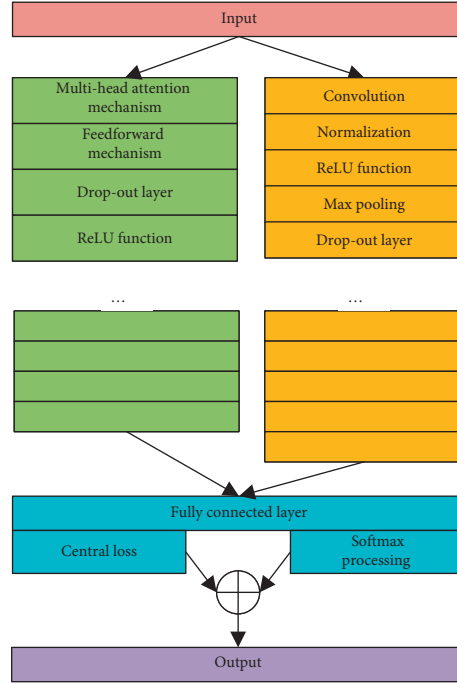 Input
Multi-head attention
mechanism
Feedforward
mechanism
Drop-out layer
ReLU function
Convolution
Normalization
ReLU function
Max pooling
Drop-out layer
...
...
Fully connected layer
Central loss
Softmax
processing
Output